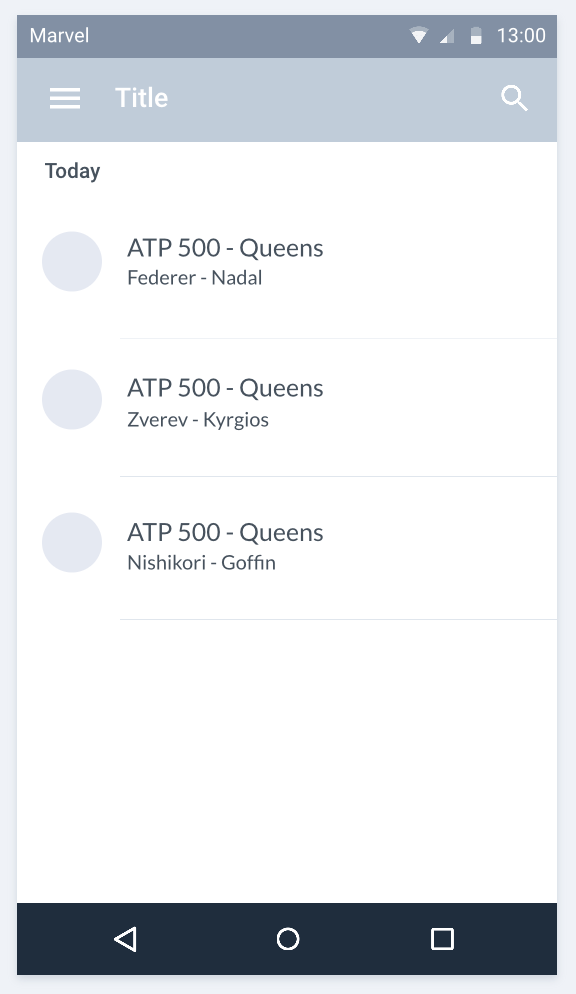 Marvel 13:00
Title
Today
ATP 500 - Queens
Federer - Nadal
ATP 500 - Queens
Zverev - Kyrgios
ATP 500 - Queens
Nishikori - Goffin